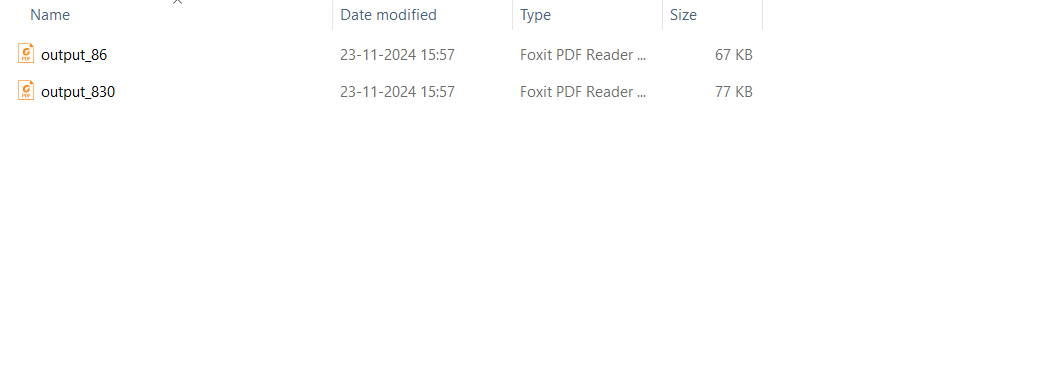 Name Date modified Type Size
output_86 23-11-2024 15:57 Foxit PDF Reader ... 67 KB
output_830 23-11-2024 15:57 Foxit PDF Reader ... 77 KB